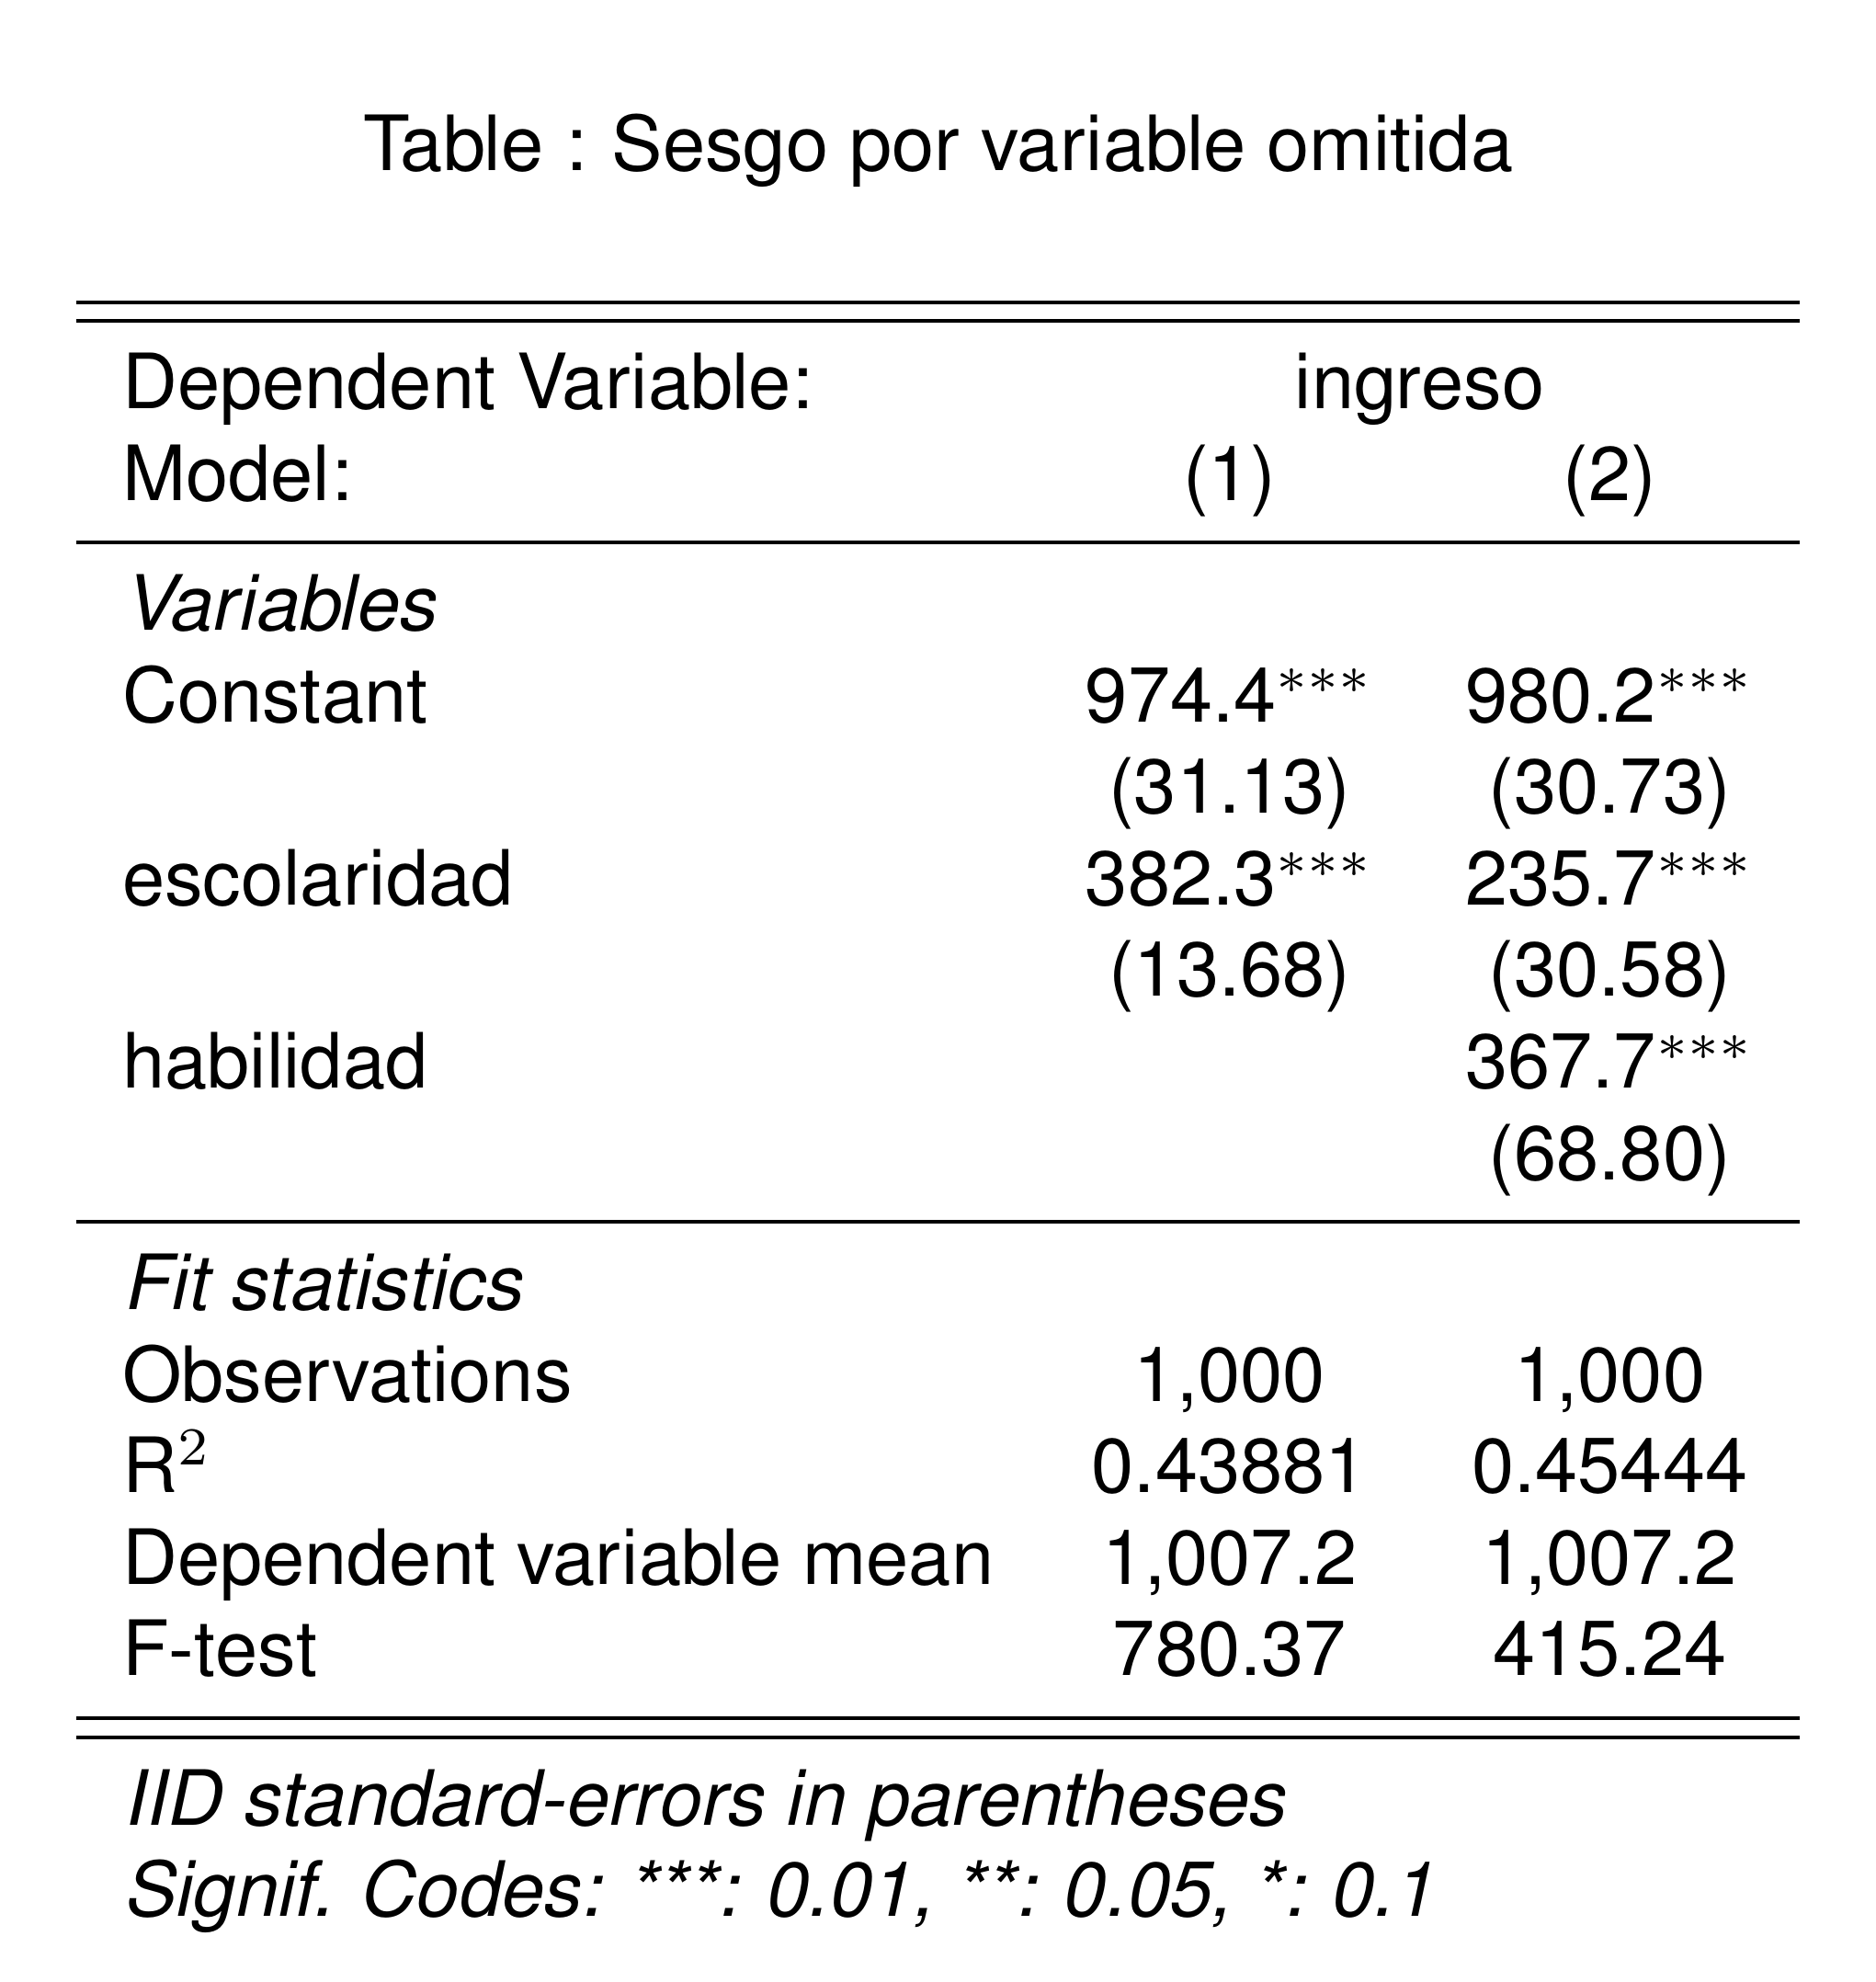 Table : Sesgo por variable omitida
Dependent Variable: ingreso
Model: (1) (2)
Variables
Constant 974.4*** 980.2***
(31.13) (30.73)
escolaridad 382.3*** 235.7***
(13.68) (30.58)
habilidad 367.7***
(68.80)
Fit statistics
Observations 1,000 1,000
R² 0.43881 0.45444
Dependent variable mean 1,007.2 1,007.2
F-test 780.37 415.24
IID standard-errors in parentheses
Signif. Codes: ***: 0.01, **: 0.05, *: 0.1